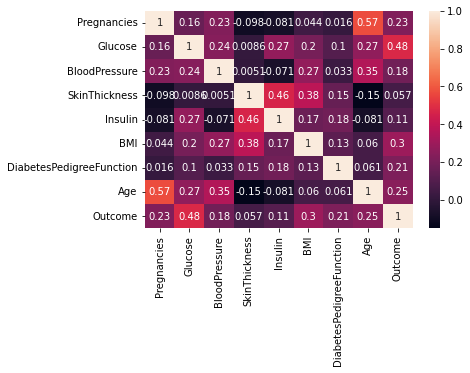 Pregnancies 1 0.16 0.23 -0.098 -0.081 0.044 0.016 0.57 0.23
Glucose 0.16 1 0.24 0.0086 0.27 0.2 0.1 0.27 0.48
BloodPressure 0.23 0.24 1 0.0051 -0.071 0.27 0.033 0.35 0.18
SkinThickness -0.098 0.0086 0.0051 1 0.46 0.38 0.15 -0.15 0.057
Insulin -0.081 0.27 -0.071 0.46 1 0.17 0.18 -0.081 0.11
BMI 0.044 0.2 0.27 0.38 0.17 1 0.13 0.06 0.3
DiabetesPedigreeFunction 0.016 0.1 0.033 0.15 0.18 0.13 1 0.061 0.21
Age 0.57 0.27 0.35 -0.15 -0.081 0.06 0.061 1 0.25
Outcome 0.23 0.48 0.18 0.057 0.11 0.3 0.21 0.25 1
Pregnancies
Glucose
BloodPressure
SkinThickness
Insulin
BMI
DiabetesPedigreeFunction
Age
Outcome
1.0
0.8
0.6
0.4
0.2
0.0